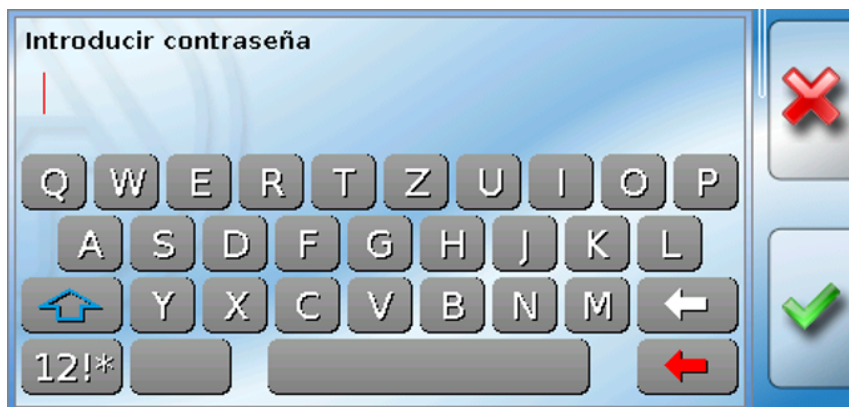 Introducir contraseña
Q W E R T Z U I O P
A S D F G H J K L
Y X C V B N M
12!*